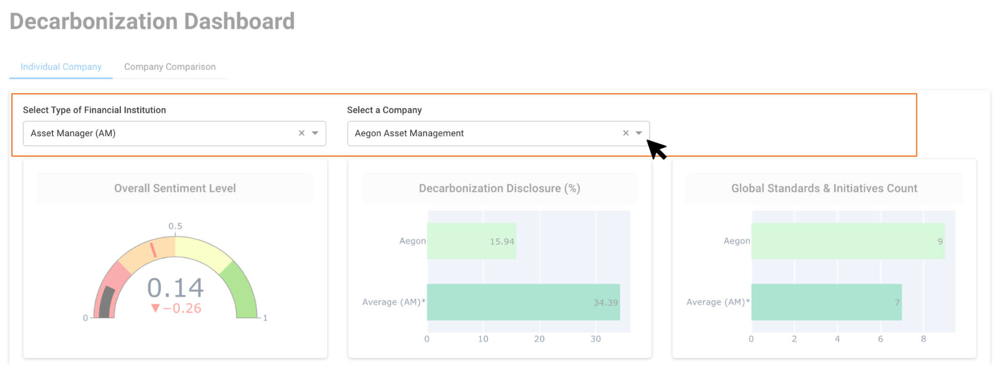 Decarbonization Dashboard
Individual Company
Company Comparison
Select Type of Financial Institution
Asset Manager (AM)
Select a Company
Aegon Asset Management
Overall Sentiment Level
0.5
0.14
▼−0.26
0
1
Decarbonization Disclosure (%)
Aegon
15.94
Average (AM)*
34.39
0 10 20 30
Global Standards & Initiatives Count
Aegon
9
Average (AM)*
7
0 2 4 6 8